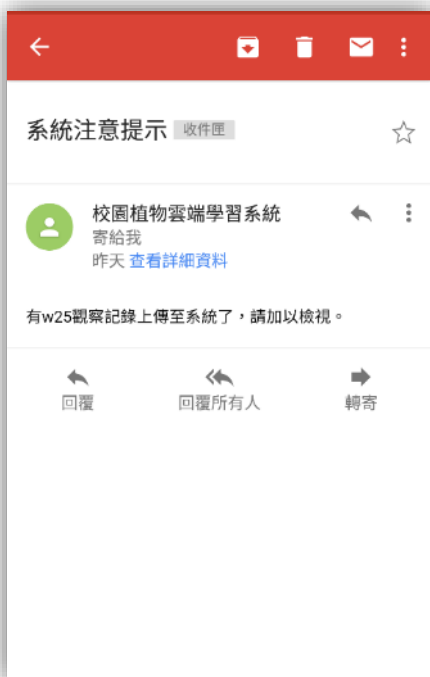 系統注意提示 收件匣
校園植物雲端學習系統
寄給我
昨天 查看詳細資料
有w25觀察記錄上傳至系統了，請加以檢視。
回覆 回覆所有人 轉寄